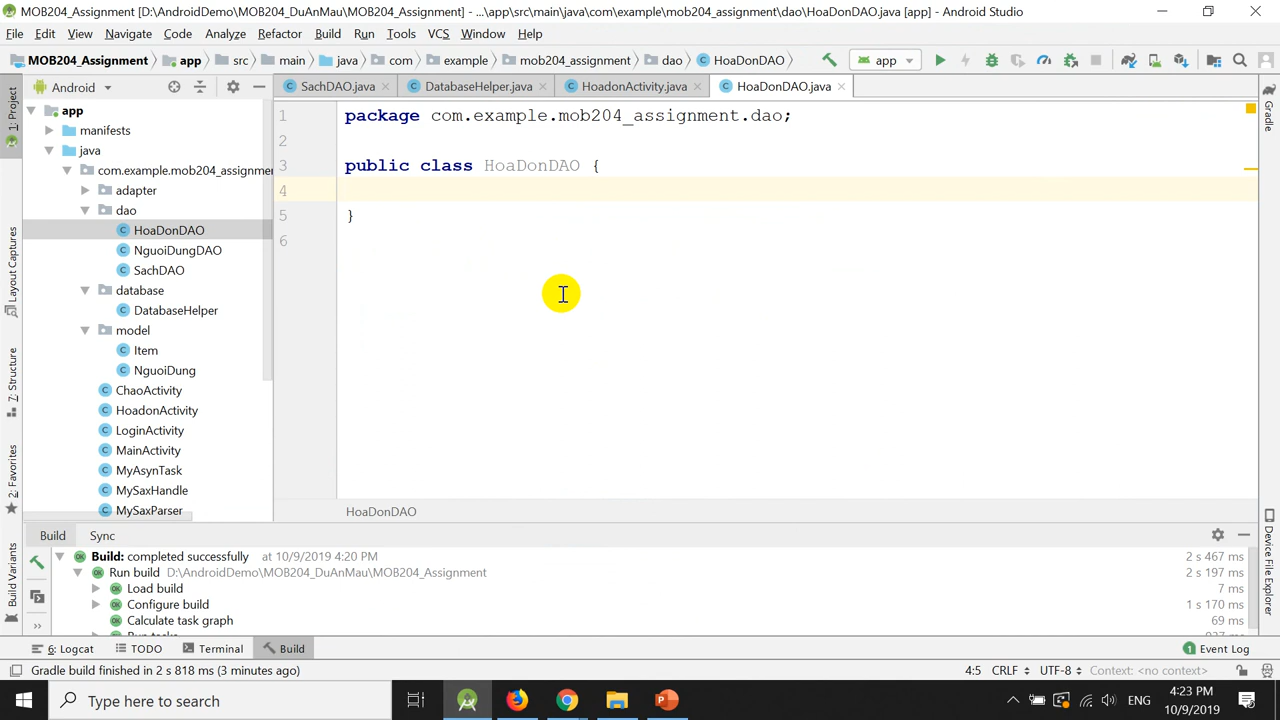 MOB204_Assignment [D:\AndroidDemo\MOB204_DuAnMau\MOB204_Assignment] - ...\app\src\main\java\com\example\mob204_assignment\dao\HoaDonDAO.java [app] - Android Studio
File Edit View Navigate Code Analyze Refactor Build Run Tools VCS Window Help
MOB204_Assignment app src main java com example mob204_assignment dao HoaDonDAO app
Android SachDAO.java DatabaseHelper.java HoadonActivity.java HoaDonDAO.java
1: Project
Layout Captures
Z: Structure
2: Favorites
Build Variants
app
manifests
java
com.example.mob204_assignme
adapter
dao
HoaDonDAO
NguoiDungDAO
SachDAO
database
DatabaseHelper
model
Item
NguoiDung
ChaoActivity
HoadonActivity
LoginActivity
MainActivity
MyAsynTask
MySaxHandle
MySaxParser
1 package com.example.mob204_assignment.dao;
2
3 public class HoaDonDAO {
4
5 }
6
HoaDonDAO
Gradle
Device File Explorer
Build Sync
Build: completed successfully at 10/9/2019 4:20 PM 2 s 467 ms
Run build D:\AndroidDemo\MOB204_DuAnMau\MOB204_Assignment 2 s 197 ms
Load build 7 ms
Configure build 1 s 170 ms
Calculate task graph 69 ms
6: Logcat TODO Terminal Build 1 Event Log
Gradle build finished in 2 s 818 ms (3 minutes ago) 4:5 CRLF UTF-8 Context: <no context>
Type here to search ENG 4:23 PM
10/9/2019